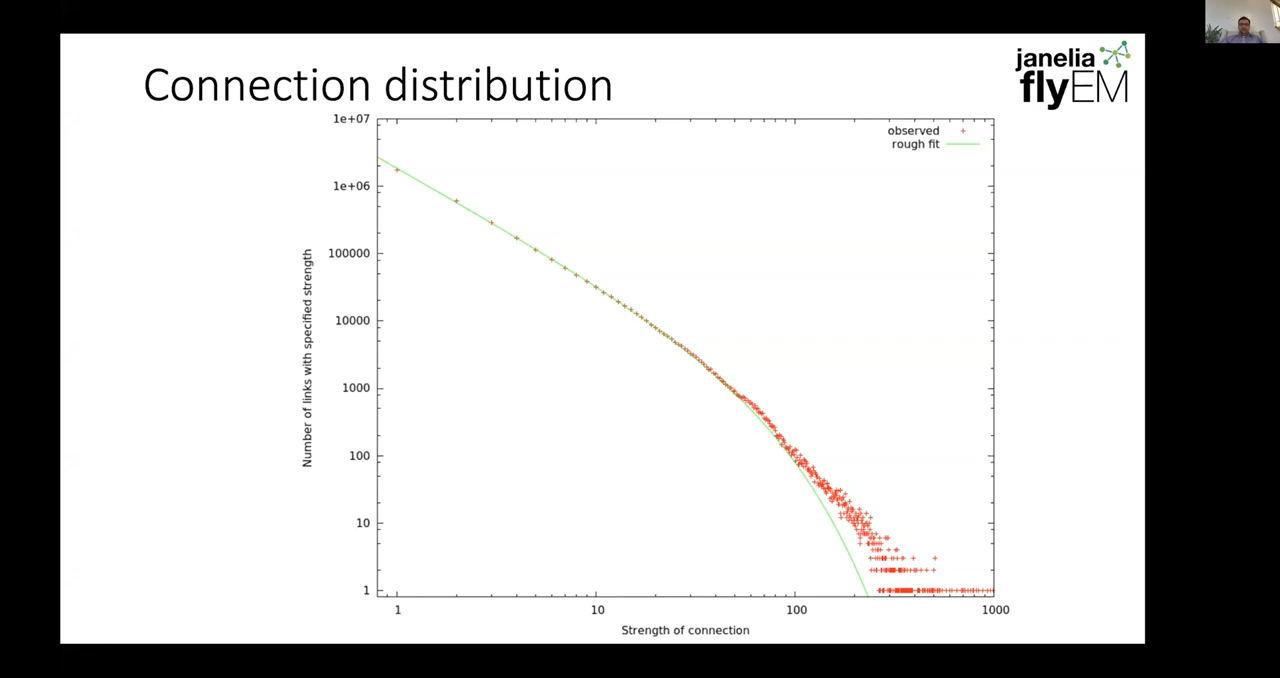 Connection distribution
janelia
flyEM
1e+07
1e+06
100000
10000
1000
100
10
1
Number of links with specified strength
observed
rough fit
1
10
100
1000
Strength of connection